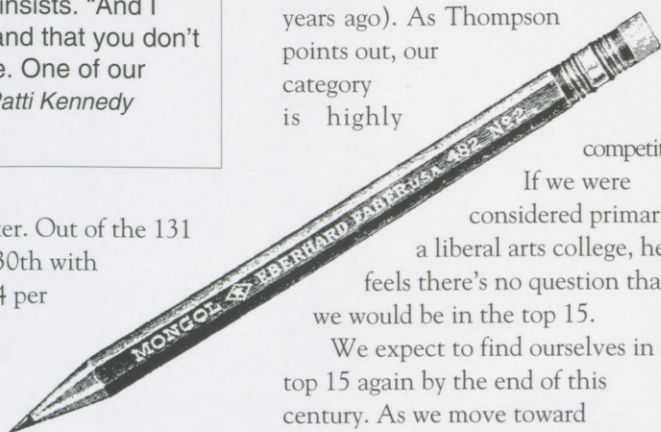 insists. "And I
and that you don't
e. One of our
Patti Kennedy
ter. Out of the 131
30th with
4 per
years ago). As Thompson
points out, our
category
is highly
competit
If we were
considered primar
a liberal arts college, he
feels there's no question tha
we would be in the top 15.
We expect to find ourselves in
top 15 again by the end of this
century. As we move toward
MONGOL EBERHARD FABER USA 482 No 2